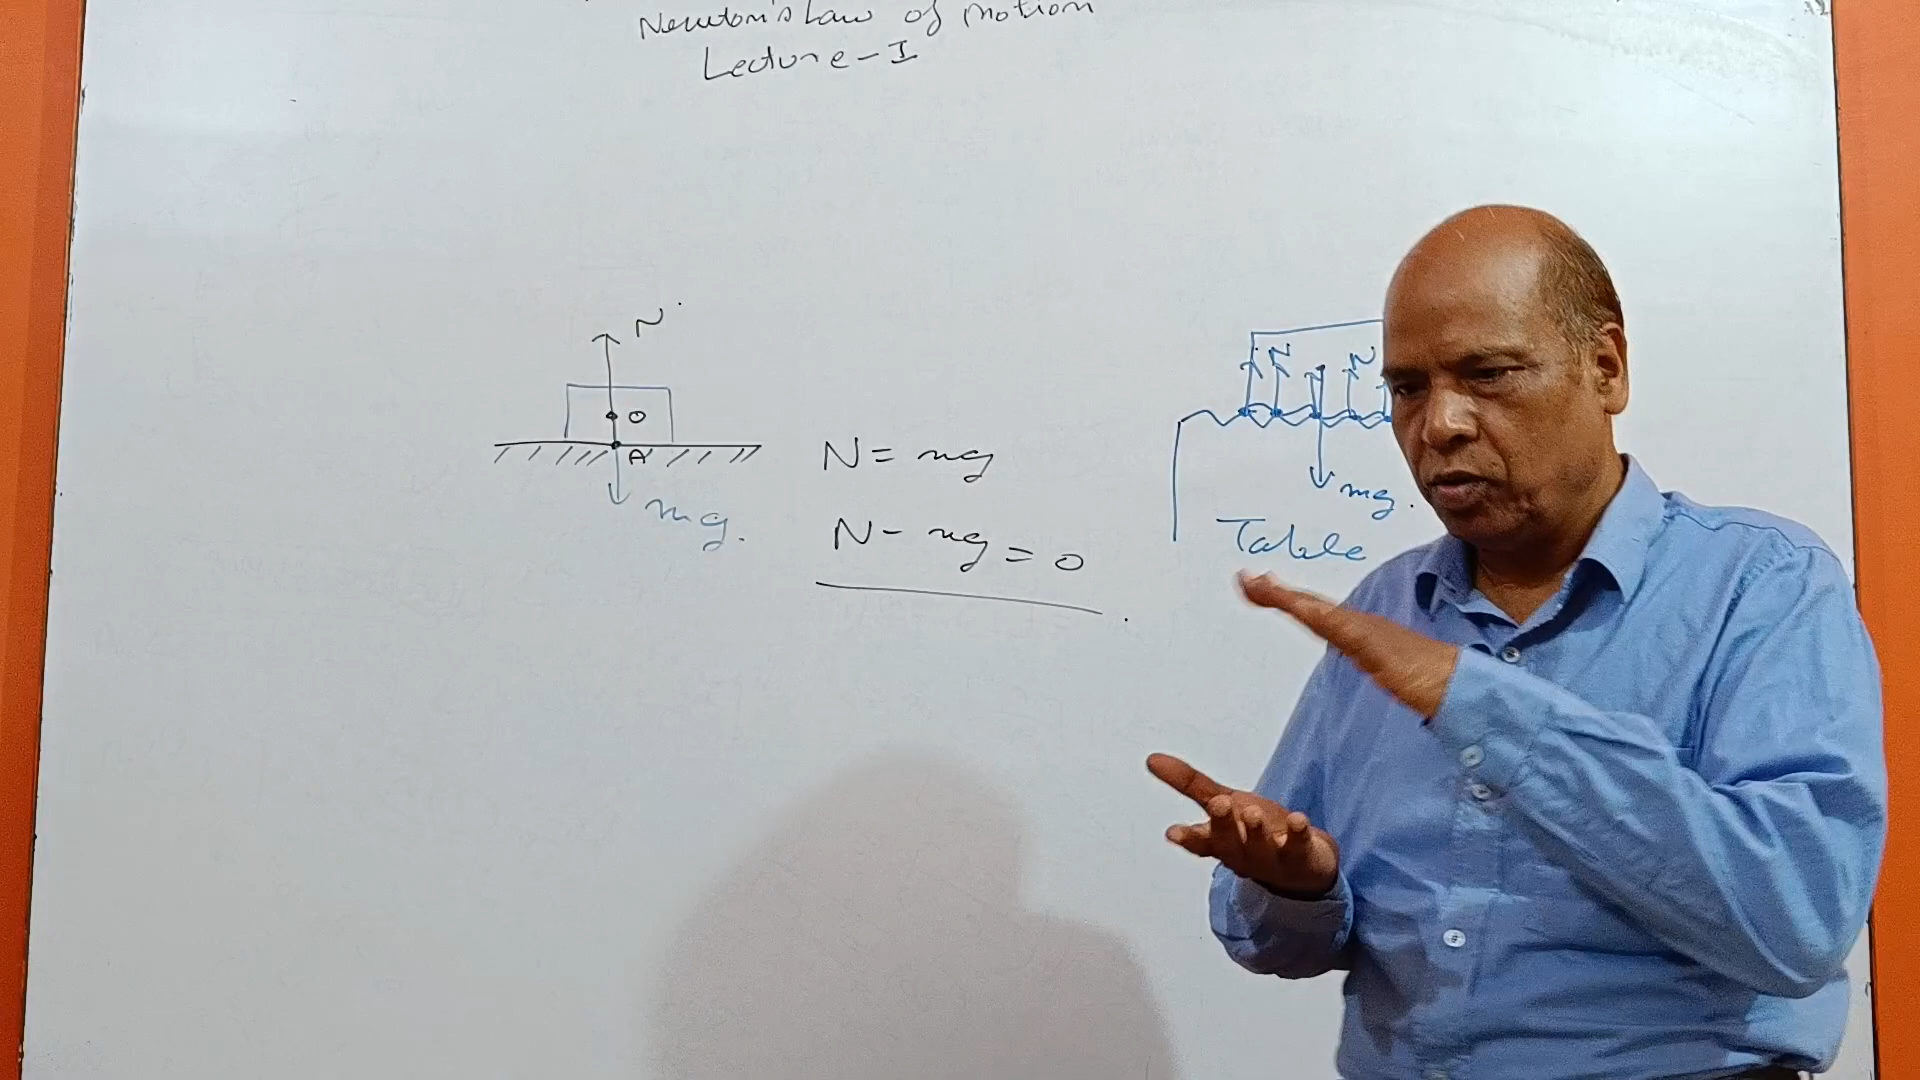 Newton's Law of Motion
Lecture - I
N
O
A
mg.
N = mg
N - mg = 0
N
N
mg.
Table